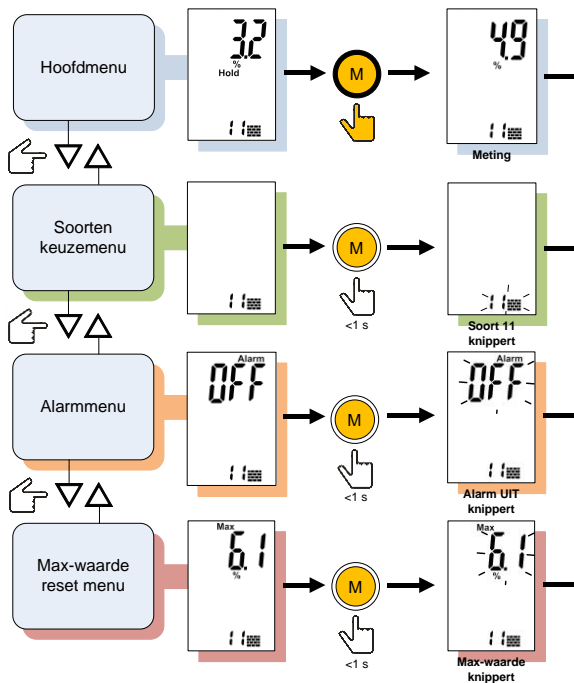 Hoofdmenu
3.2
%
Hold
11
M
4.9
%
11
Meting
Soorten
keuzemenu
11
M
<1 s
11
Soort 11
knippert
Alarmmenu
Alarm
OFF
11
M
<1 s
Alarm
OFF
11
Alarm UIT
knippert
Max-waarde
reset menu
Max
6.1
%
11
M
<1 s
Max
6.1
%
11
Max-waarde
knippert